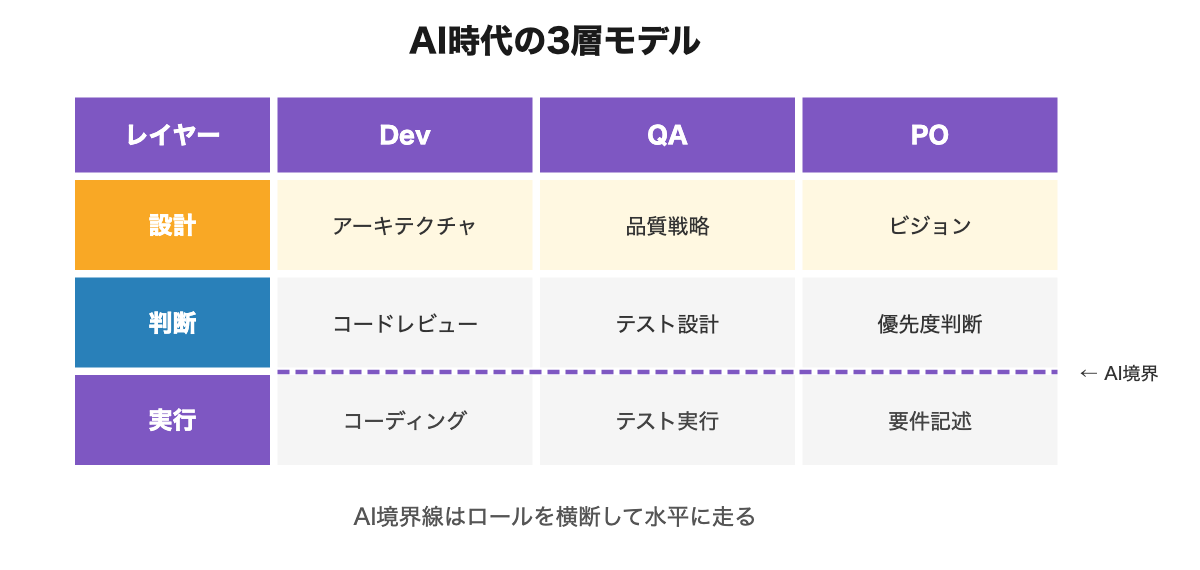 AI時代の3層モデル
レイヤー Dev QA PO
設計 アーキテクチャ 品質戦略 ビジョン
判断 コードレビュー テスト設計 優先度判断
← AI境界
実行 コーディング テスト実行 要件記述
AI境界線はロールを横断して水平に走る